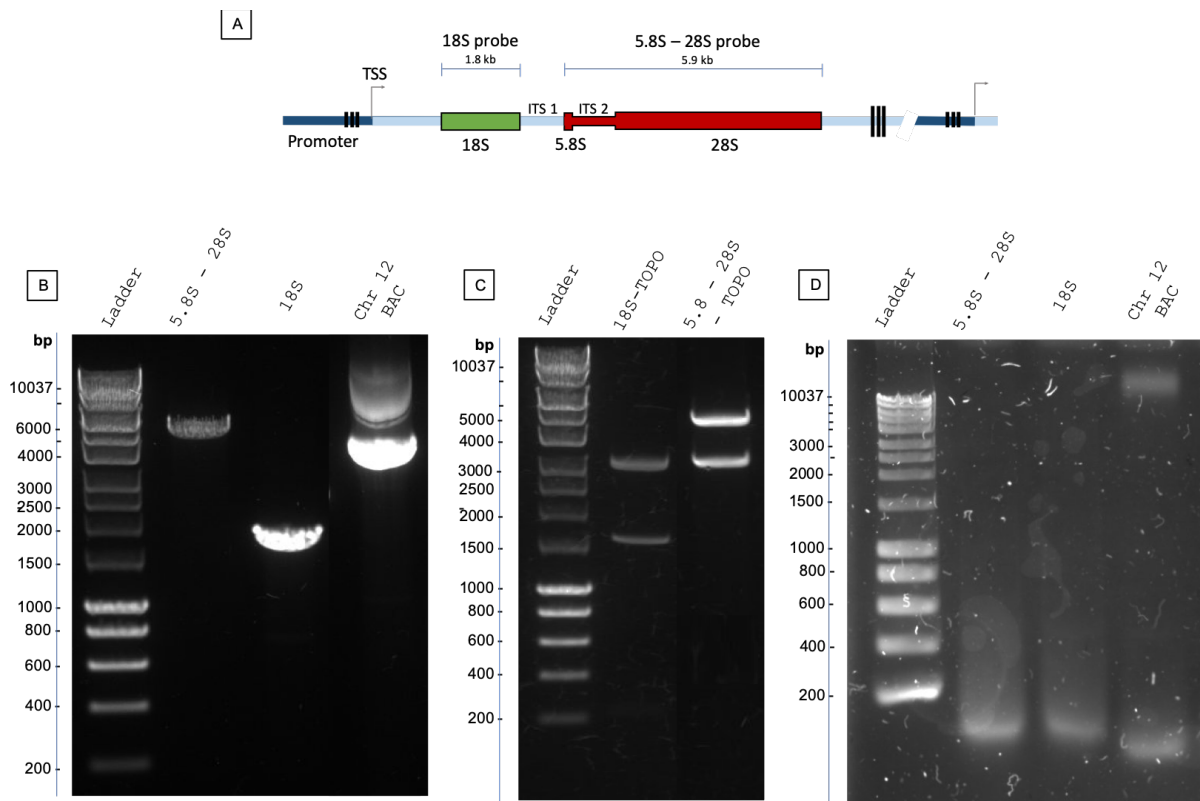 A
18S probe
1.8 kb
5.8S – 28S probe
5.9 kb
TSS
ITS 1
ITS 2
Promoter
18S
5.8S
28S
B
Ladder
5.8S - 28S
18S
Chr 12
BAC
bp
10037
6000
4000
3000
2500
2000
1500
1000
800
600
400
200
C
Ladder
18S-TOPO
5.8 - 28S
- TOPO
bp
10037
5000
4000
3000
2500
2000
1500
1000
800
600
400
200
D
Ladder
5.8S - 28S
18S
Chr 12
BAC
bp
10037
3000
2000
1500
1000
800
600
400
200